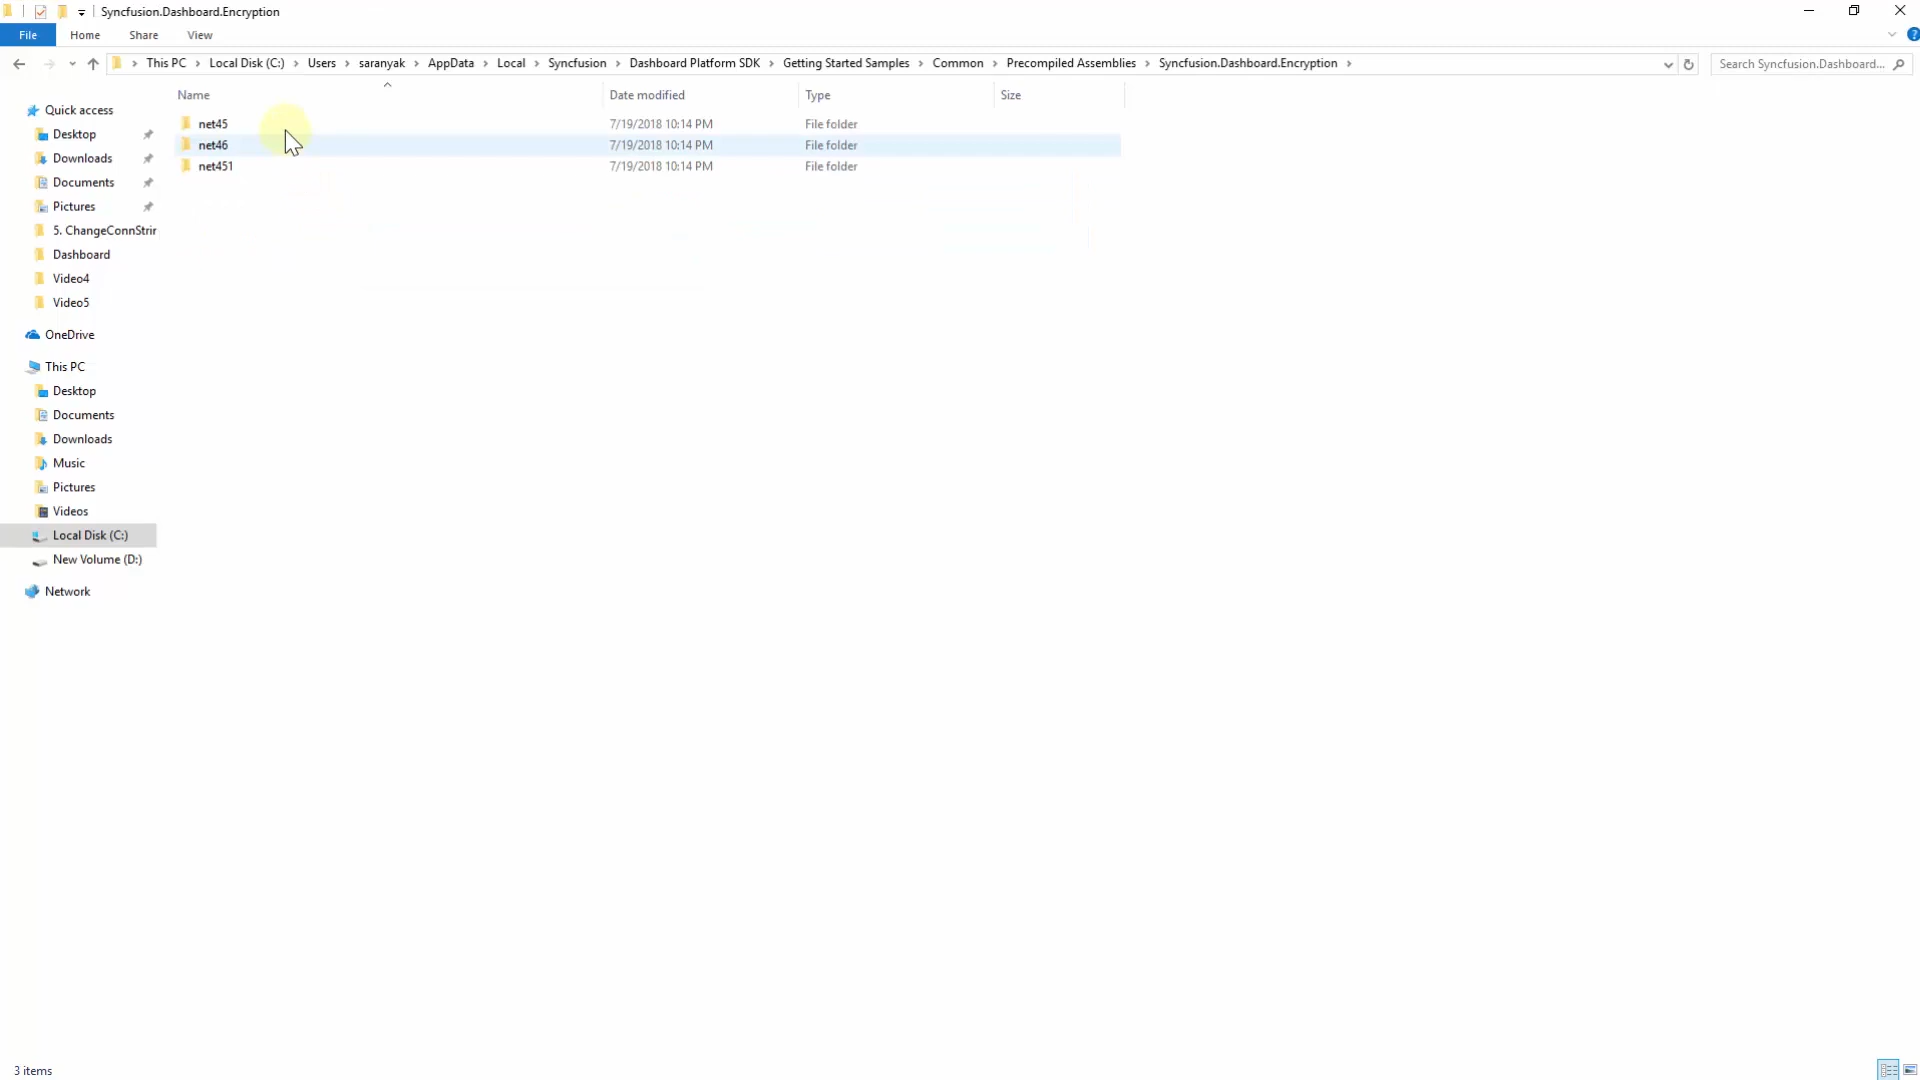 Syncfusion.Dashboard.Encryption
File Home Share View
This PC Local Disk (C:) Users saranyak AppData Local Syncfusion Dashboard Platform SDK Getting Started Samples Common Precompiled Assemblies Syncfusion.Dashboard.Encryption
Search Syncfusion.Dashboard...
Name Date modified Type Size
net45 7/19/2018 10:14 PM File folder
net46 7/19/2018 10:14 PM File folder
net451 7/19/2018 10:14 PM File folder
Quick access
Desktop
Downloads
Documents
Pictures
5. ChangeConnStrir
Dashboard
Video4
Video5
OneDrive
This PC
Desktop
Documents
Downloads
Music
Pictures
Videos
Local Disk (C:)
New Volume (D:)
Network
3 items